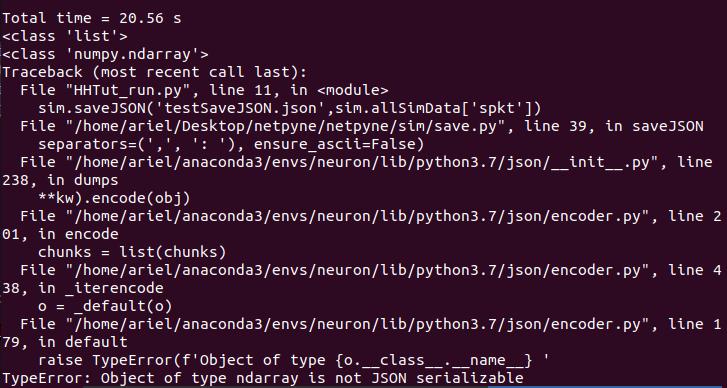 Total time = 20.56 s
<class 'list'>
<class 'numpy.ndarray'>
Traceback (most recent call last):
  File "HHTut_run.py", line 11, in <module>
    sim.saveJSON('testSaveJSON.json',sim.allSimData['spkt'])
  File "/home/ariel/Desktop/netpyne/netpyne/sim/save.py", line 39, in saveJSON
    separators=(',', ': '), ensure_ascii=False)
  File "/home/ariel/anaconda3/envs/neuron/lib/python3.7/json/__init__.py", line
238, in dumps
    **kw).encode(obj)
  File "/home/ariel/anaconda3/envs/neuron/lib/python3.7/json/encoder.py", line 2
01, in encode
    chunks = list(chunks)
  File "/home/ariel/anaconda3/envs/neuron/lib/python3.7/json/encoder.py", line 4
38, in _iterencode
    o = _default(o)
  File "/home/ariel/anaconda3/envs/neuron/lib/python3.7/json/encoder.py", line 1
79, in default
    raise TypeError(f'Object of type {o.__class__.__name__} '
TypeError: Object of type ndarray is not JSON serializable